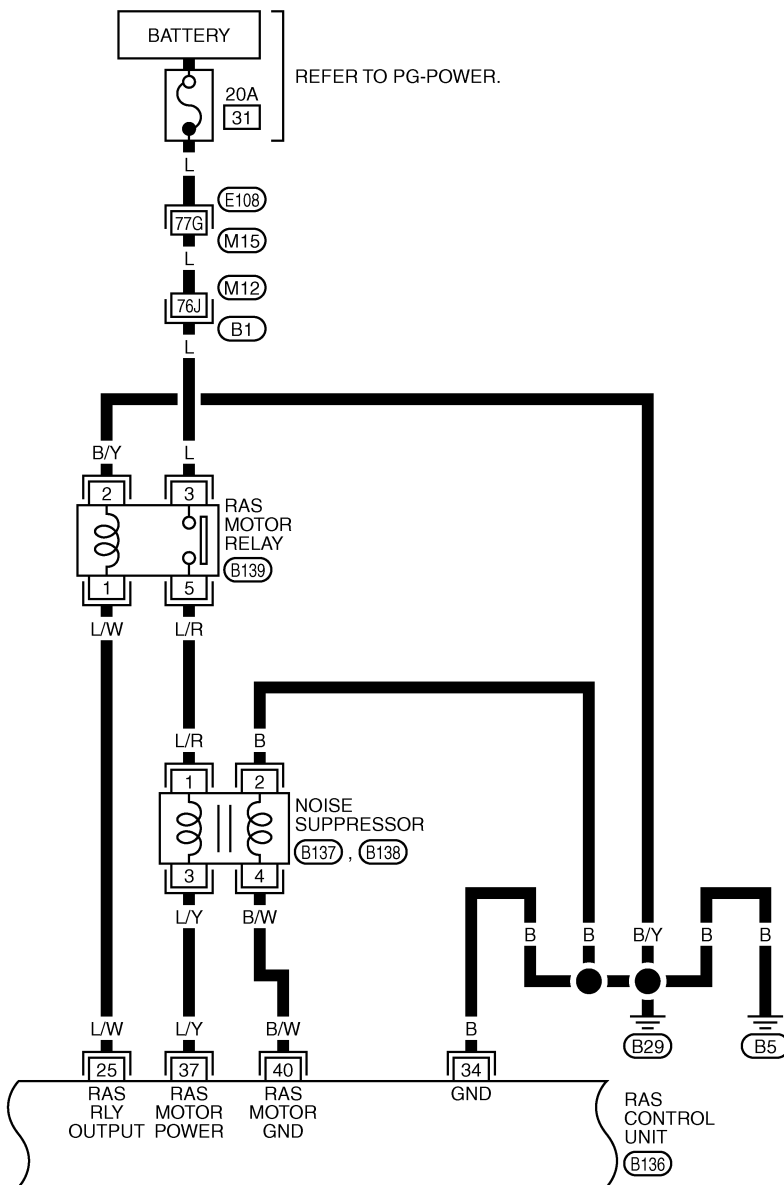 BATTERY
REFER TO PG-POWER.
20A
31
L
E108
77G
M15
L
M12
76J
B1
L
B/Y
L
2
3
RAS
MOTOR
RELAY
B139
1
5
L/W
L/R
L/R
B
1
2
NOISE
SUPPRESSOR
B137 , B138
3
4
L/Y
B/W
B
B
B/Y
B
B
L/W
L/Y
B/W
B
B29
B5
25
37
40
34
RAS
RLY
OUTPUT
RAS
MOTOR
POWER
RAS
MOTOR
GND
GND
RAS
CONTROL
UNIT
B136